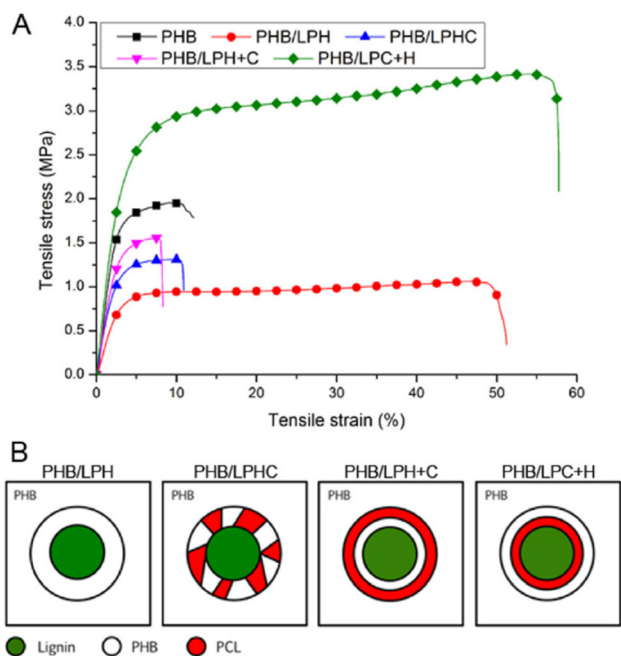 A
PHB PHB/LPH PHB/LPHC
PHB/LPH+C PHB/LPC+H
Tensile stress (MPa)
4.0
3.5
3.0
2.5
2.0
1.5
1.0
0.5
0.0
0 10 20 30 40 50 60
Tensile strain (%)
B
PHB/LPH PHB/LPHC PHB/LPH+C PHB/LPC+H
PHB PHB PHB PHB
Lignin PHB PCL